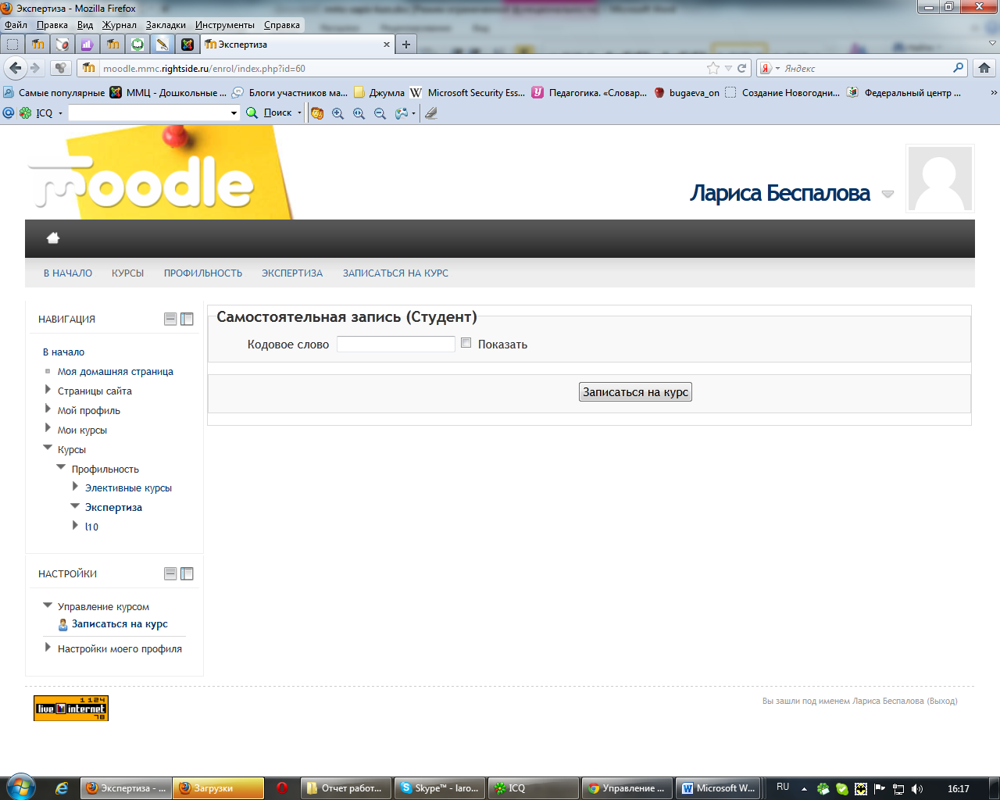 Экспертиза - Mozilla Firefox
Файл Правка Вид Журнал Закладки Инструменты Справка
Экспертиза
moodle.mmc.rightside.ru/enrol/index.php?id=60
Яндекс
Самые популярные ММЦ - Дошкольные ... Блоги участников ма... Джумла Microsoft Security Ess... Педагогика. «Словар... bugaeva_on Создание Новогодни... Федеральный центр ... »
ICQ Поиск
moodle
Лариса Беспалова
В НАЧАЛО КУРСЫ ПРОФИЛЬНОСТЬ ЭКСПЕРТИЗА ЗАПИСАТЬСЯ НА КУРС
НАВИГАЦИЯ
В начало
Моя домашняя страница
Страницы сайта
Мой профиль
Мои курсы
Курсы
Профильность
Элективные курсы
Экспертиза
l10
НАСТРОЙКИ
Управление курсом
Записаться на курс
Настройки моего профиля
Самостоятельная запись (Студент)
Кодовое слово Показать
Записаться на курс
1 124
live internet
78
Вы зашли под именем Лариса Беспалова (Выход)
Экспертиза - ... Загрузки Отчет работ... Skype™ - laro... ICQ Управление ... Microsoft W... RU 16:17